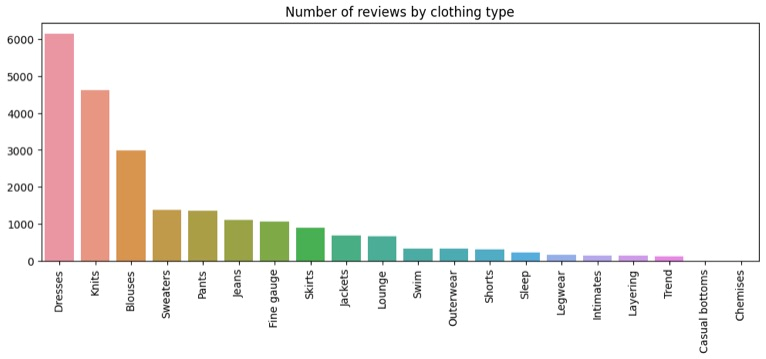 Number of reviews by clothing type
6000
5000
4000
3000
2000
1000
0
Dresses
Knits
Blouses
Sweaters
Pants
Jeans
Fine gauge
Skirts
Jackets
Lounge
Swim
Outerwear
Shorts
Sleep
Legwear
Intimates
Layering
Trend
Casual bottoms
Chemises